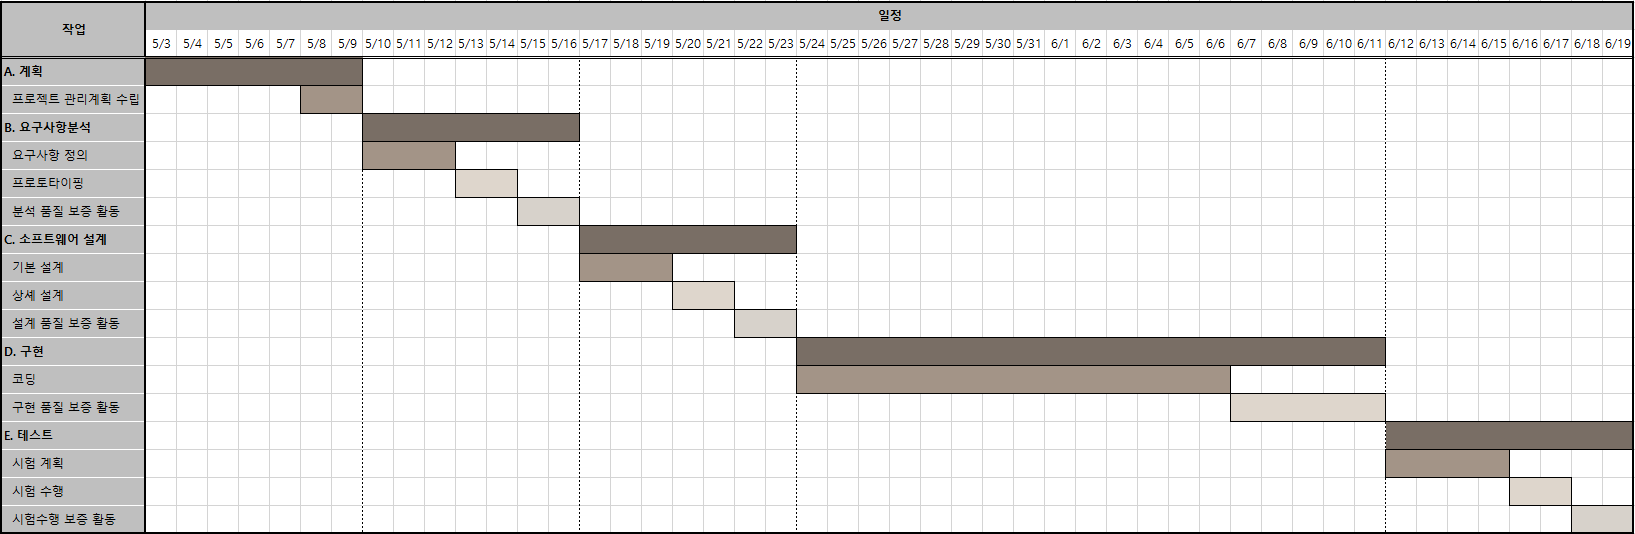 작업
일정
5/3 5/4 5/5 5/6 5/7 5/8 5/9 5/10 5/11 5/12 5/13 5/14 5/15 5/16 5/17 5/18 5/19 5/20 5/21 5/22 5/23 5/24 5/25 5/26 5/27 5/28 5/29 5/30 5/31 6/1 6/2 6/3 6/4 6/5 6/6 6/7 6/8 6/9 6/10 6/11 6/12 6/13 6/14 6/15 6/16 6/17 6/18 6/19
A. 계획
프로젝트 관리계획 수립
B. 요구사항분석
요구사항 정의
프로토타이핑
분석 품질 보증 활동
C. 소프트웨어 설계
기본 설계
상세 설계
설계 품질 보증 활동
D. 구현
코딩
구현 품질 보증 활동
E. 테스트
시험 계획
시험 수행
시험수행 보증 활동